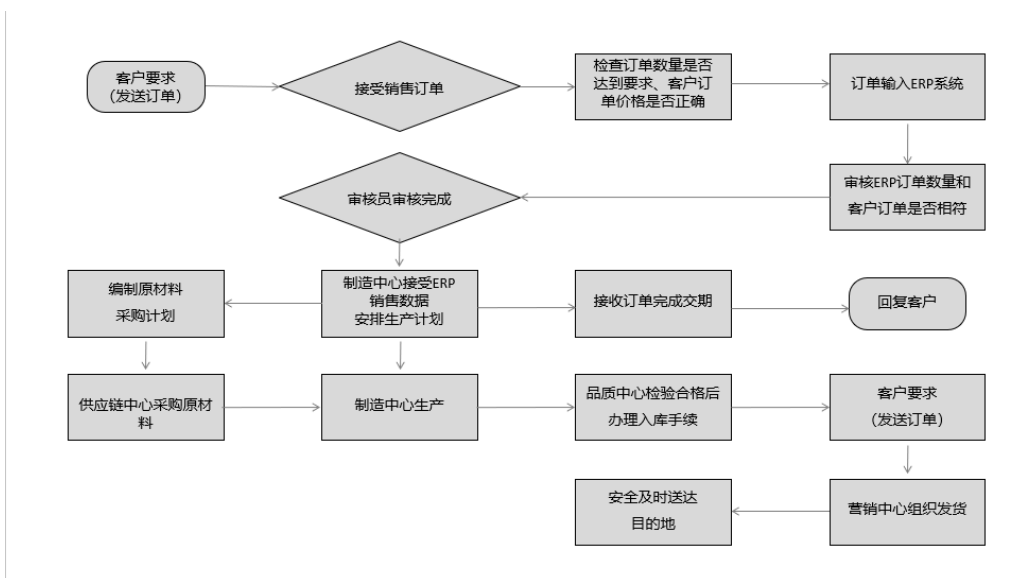 客户要求
（发送订单）
接受销售订单
检查订单数量是否
达到要求、客户订
单价格是否正确
订单输入ERP系统
审核员审核完成
审核ERP订单数量和
客户订单是否相符
编制原材料
采购计划
制造中心接受ERP
销售数据
安排生产计划
接收订单完成交期
回复客户
供应链中心采购原材
料
制造中心生产
品质中心检验合格后
办理入库手续
客户要求
（发送订单）
安全及时送达
目的地
营销中心组织发货